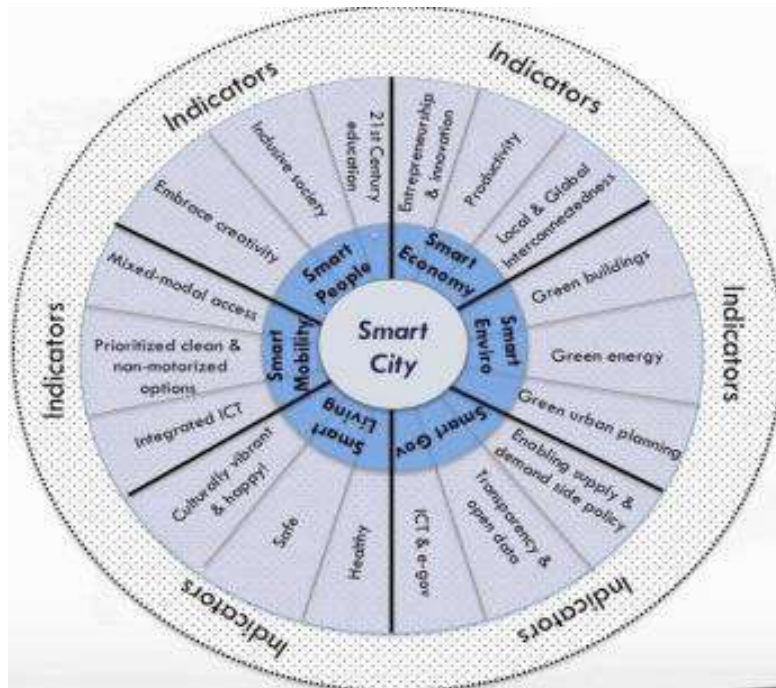 Smart
City
Smart
People
Smart
Economy
Smart
Enviro
Smart Gov
Smart
Living
Smart
Mobility
21st Century
education
Inclusive society
Embrace creativity
Entrepreneurship
& innovation
Productivity
Local & Global
Interconnectedness
Green buildings
Green energy
Green urban planning
Enabling supply &
demand side policy
Transparency &
open data
ICT & e-gov
Healthy
Safe
Culturally vibrant
& happy!
Integrated ICT
Prioritized clean &
non-motorized
options
Mixed-modal access
Indicators
Indicators
Indicators
Indicators
Indicators
Indicators